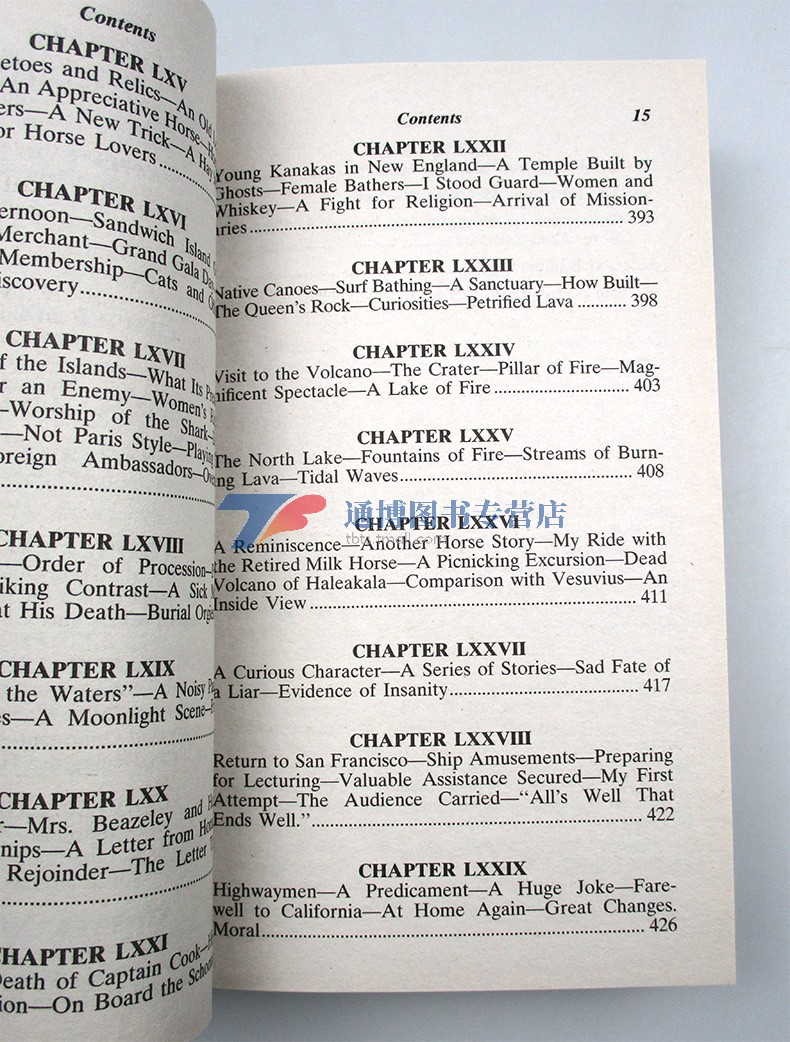 Contents
CHAPTER LXV
etoes and Relics—An Old
An Appreciative Horse—
ers—A New Trick—A
or Horse Lovers
CHAPTER LXVI
ernoon—Sandwich Island
Merchant—Grand Gala
Membership—Cats and
iscovery
CHAPTER LXVII
f the Islands—What Its
r an Enemy—Women's
—Worship of the Shark—
—Not Paris Style—Playing
oreign Ambassadors—
CHAPTER LXVIII
—Order of Procession—
iking Contrast—A Sick
at His Death—Burial
CHAPTER LXIX
the Waters”—A Noisy
es—A Moonlight Scene—
CHAPTER LXX
r—Mrs. Beazeley and
nips—A Letter from
Rejoinder—The Letter
CHAPTER LXXI
Death of Captain Cook—
ion—On Board the
Contents 15
CHAPTER LXXII
Young Kanakas in New England—A Temple Built by
Ghosts—Female Bathers—I Stood Guard—Women and
Whiskey—A Fight for Religion—Arrival of Mission-
aries 393
CHAPTER LXXIII
Native Canoes—Surf Bathing—A Sanctuary—How Built—
The Queen's Rock—Curiosities—Petrified Lava 398
CHAPTER LXXIV
Visit to the Volcano—The Crater—Pillar of Fire—Mag-
nificent Spectacle—A Lake of Fire 403
CHAPTER LXXV
The North Lake—Fountains of Fire—Streams of Burn-
ing Lava—Tidal Waves 408
通博图书专营店
tbts.tmall.com
CHAPTER LXXVI
A Reminiscence—Another Horse Story—My Ride with
the Retired Milk Horse—A Picnicking Excursion—Dead
Volcano of Haleakala—Comparison with Vesuvius—An
Inside View 411
CHAPTER LXXVII
A Curious Character—A Series of Stories—Sad Fate of
a Liar—Evidence of Insanity 417
CHAPTER LXXVIII
Return to San Francisco—Ship Amusements—Preparing
for Lecturing—Valuable Assistance Secured—My First
Attempt—The Audience Carried—“All's Well That
Ends Well.” 422
CHAPTER LXXIX
Highwaymen—A Predicament—A Huge Joke—Fare-
well to California—At Home Again—Great Changes.
Moral 426